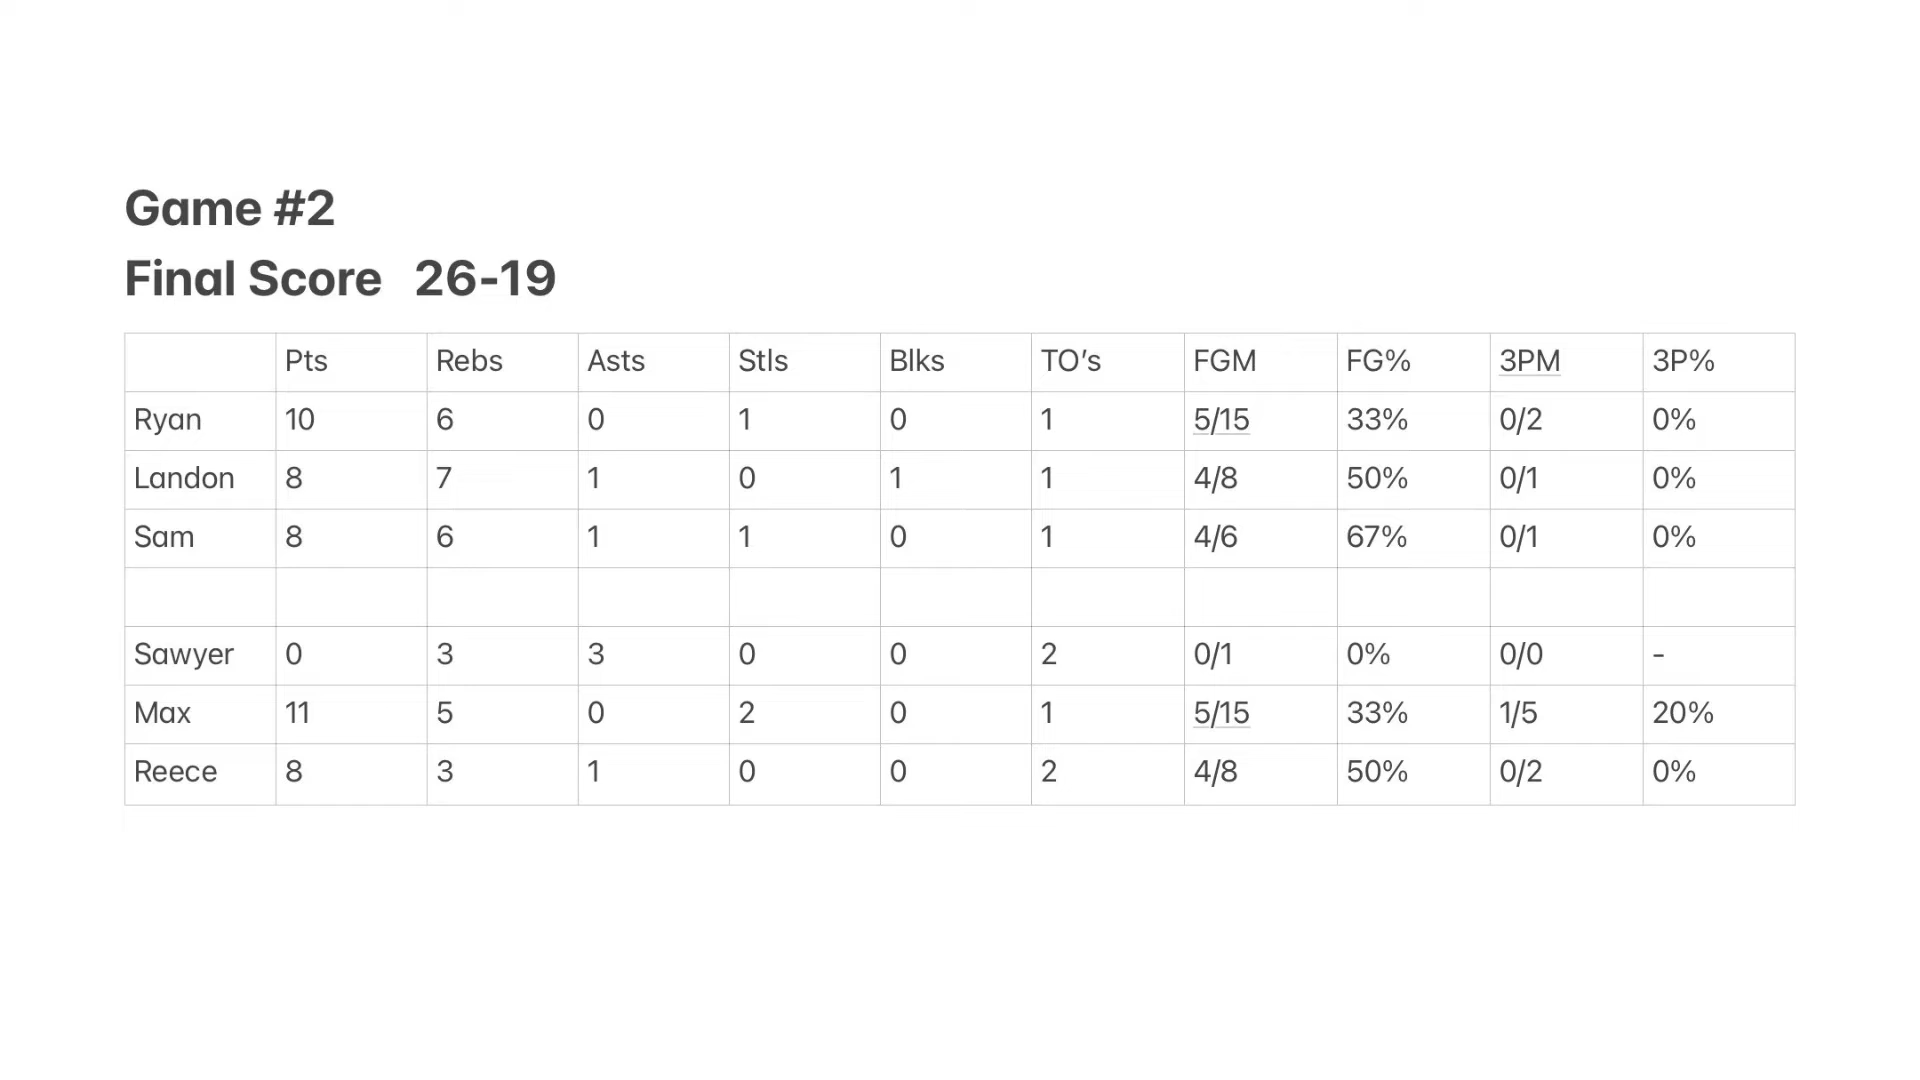 Game #2
Final Score 26-19
Pts Rebs Asts Stls Blks TO’s FGM FG% 3PM 3P%
Ryan 10 6 0 1 0 1 5/15 33% 0/2 0%
Landon 8 7 1 0 1 1 4/8 50% 0/1 0%
Sam 8 6 1 1 0 1 4/6 67% 0/1 0%
Sawyer 0 3 3 0 0 2 0/1 0% 0/0 -
Max 11 5 0 2 0 1 5/15 33% 1/5 20%
Reece 8 3 1 0 0 2 4/8 50% 0/2 0%